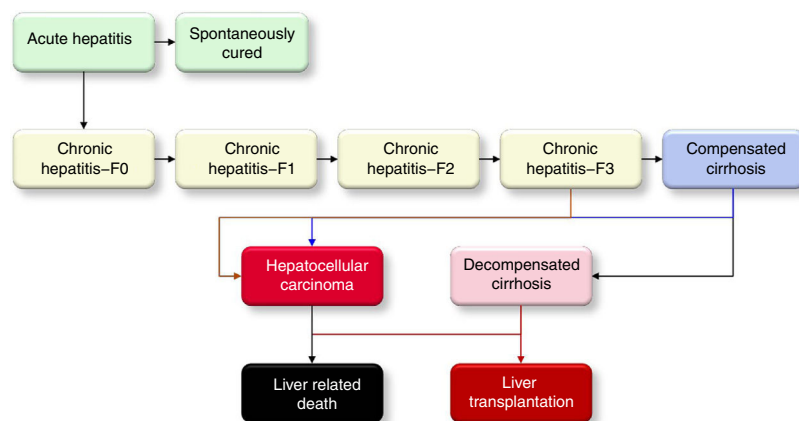 Acute hepatitis
Spontaneously
cured
Chronic
hepatitis–F0
Chronic
hepatitis–F1
Chronic
hepatitis–F2
Chronic
hepatitis–F3
Compensated
cirrhosis
Hepatocellular
carcinoma
Decompensated
cirrhosis
Liver related
death
Liver
transplantation